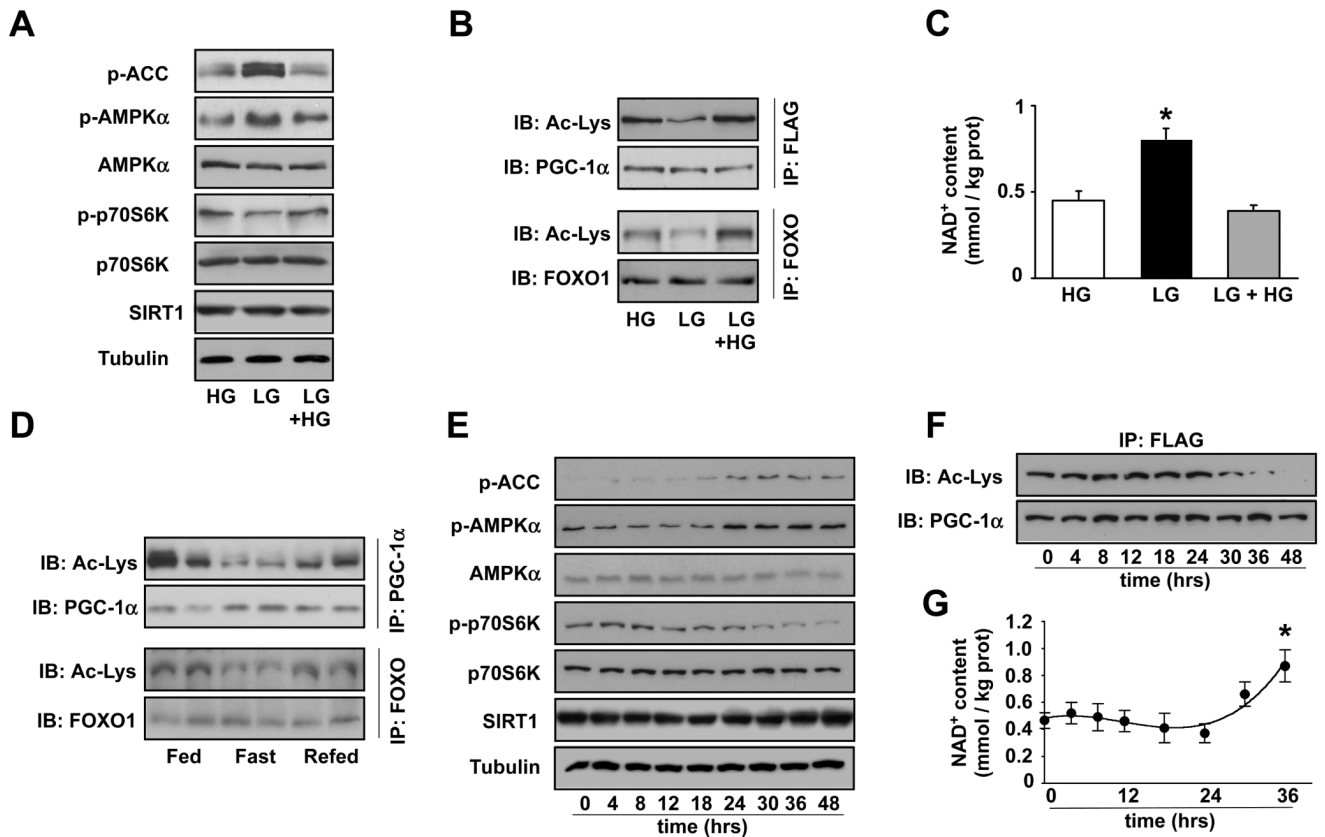 A
p-ACC
p-AMPKα
AMPKα
p-p70S6K
p70S6K
SIRT1
Tubulin
HG LG LG
+HG
B
IB: Ac-Lys
IB: PGC-1α
IP: FLAG
IB: Ac-Lys
IB: FOXO1
IP: FOXO
HG LG LG
+HG
C
NAD+ content
(mmol / kg prot)
1
0.5
0
*
HG LG LG + HG
D
IB: Ac-Lys
IB: PGC-1α
IP: PGC-1α
IB: Ac-Lys
IB: FOXO1
IP: FOXO
Fed Fast Refed
E
p-ACC
p-AMPKα
AMPKα
p-p70S6K
p70S6K
SIRT1
Tubulin
0 4 8 12 18 24 30 36 48
time (hrs)
F
IP: FLAG
IB: Ac-Lys
IB: PGC-1α
0 4 8 12 18 24 30 36 48
time (hrs)
G
NAD+ content
(mmol / kg prot)
1.2
1.0
0.8
0.6
0.4
0.2
0
*
0 12 24 36
time (hrs)